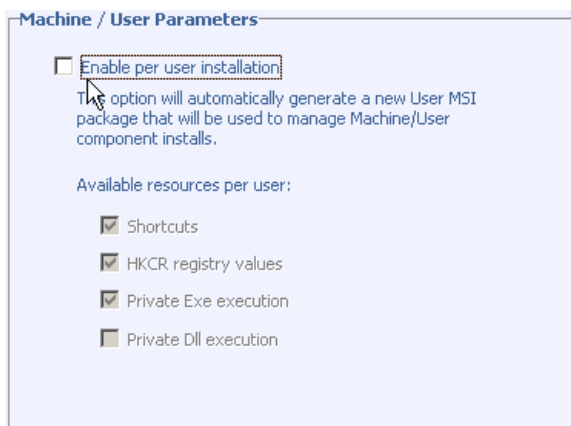 Machine / User Parameters
Enable per user installation
This option will automatically generate a new User MSI
package that will be used to manage Machine/User
component installs.
Available resources per user:
Shortcuts
HKCR registry values
Private Exe execution
Private Dll execution